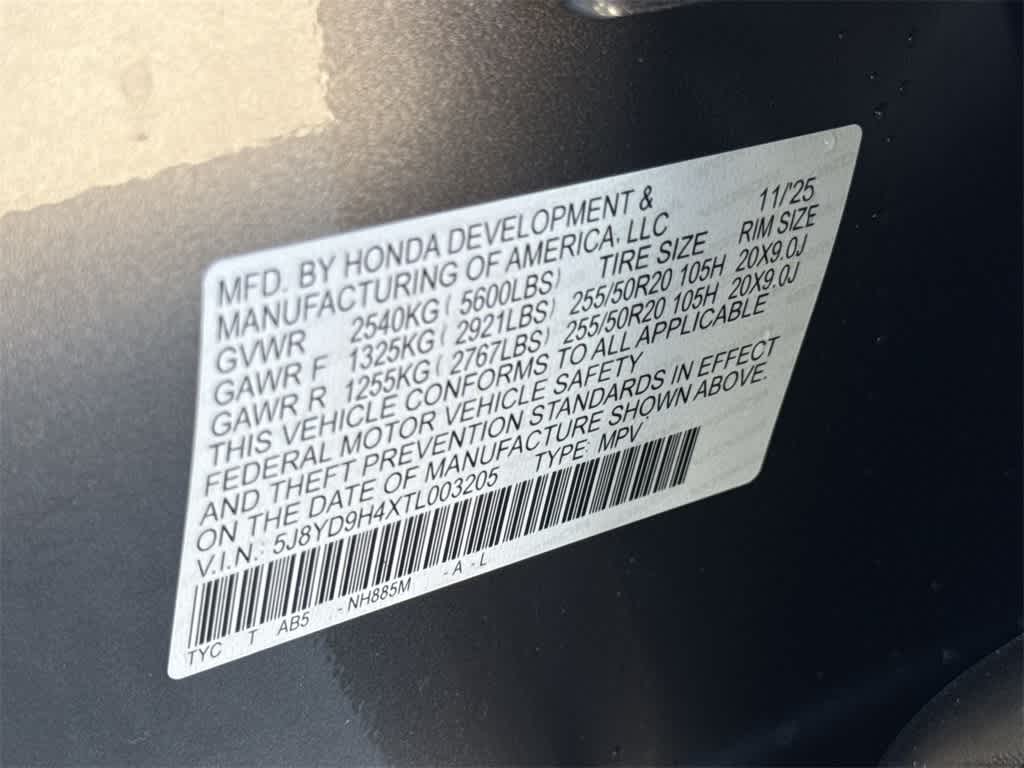 MFD. BY HONDA DEVELOPMENT & 11/'25
MANUFACTURING OF AMERICA, LLC
GVWR 2540KG( 5600LBS) TIRE SIZE RIM SIZE
GAWR F 1325KG( 2921LBS) 255/50R20 105H 20X9.0J
GAWR R 1255KG( 2767LBS) 255/50R20 105H 20X9.0J
THIS VEHICLE CONFORMS TO ALL APPLICABLE
FEDERAL MOTOR VEHICLE SAFETY
AND THEFT PREVENTION STANDARDS IN EFFECT
ON THE DATE OF MANUFACTURE SHOWN ABOVE.
V.I.N.: 5J8YD9H4XTL003205 TYPE: MPV
TYC T AB5 - NH885M - A - L